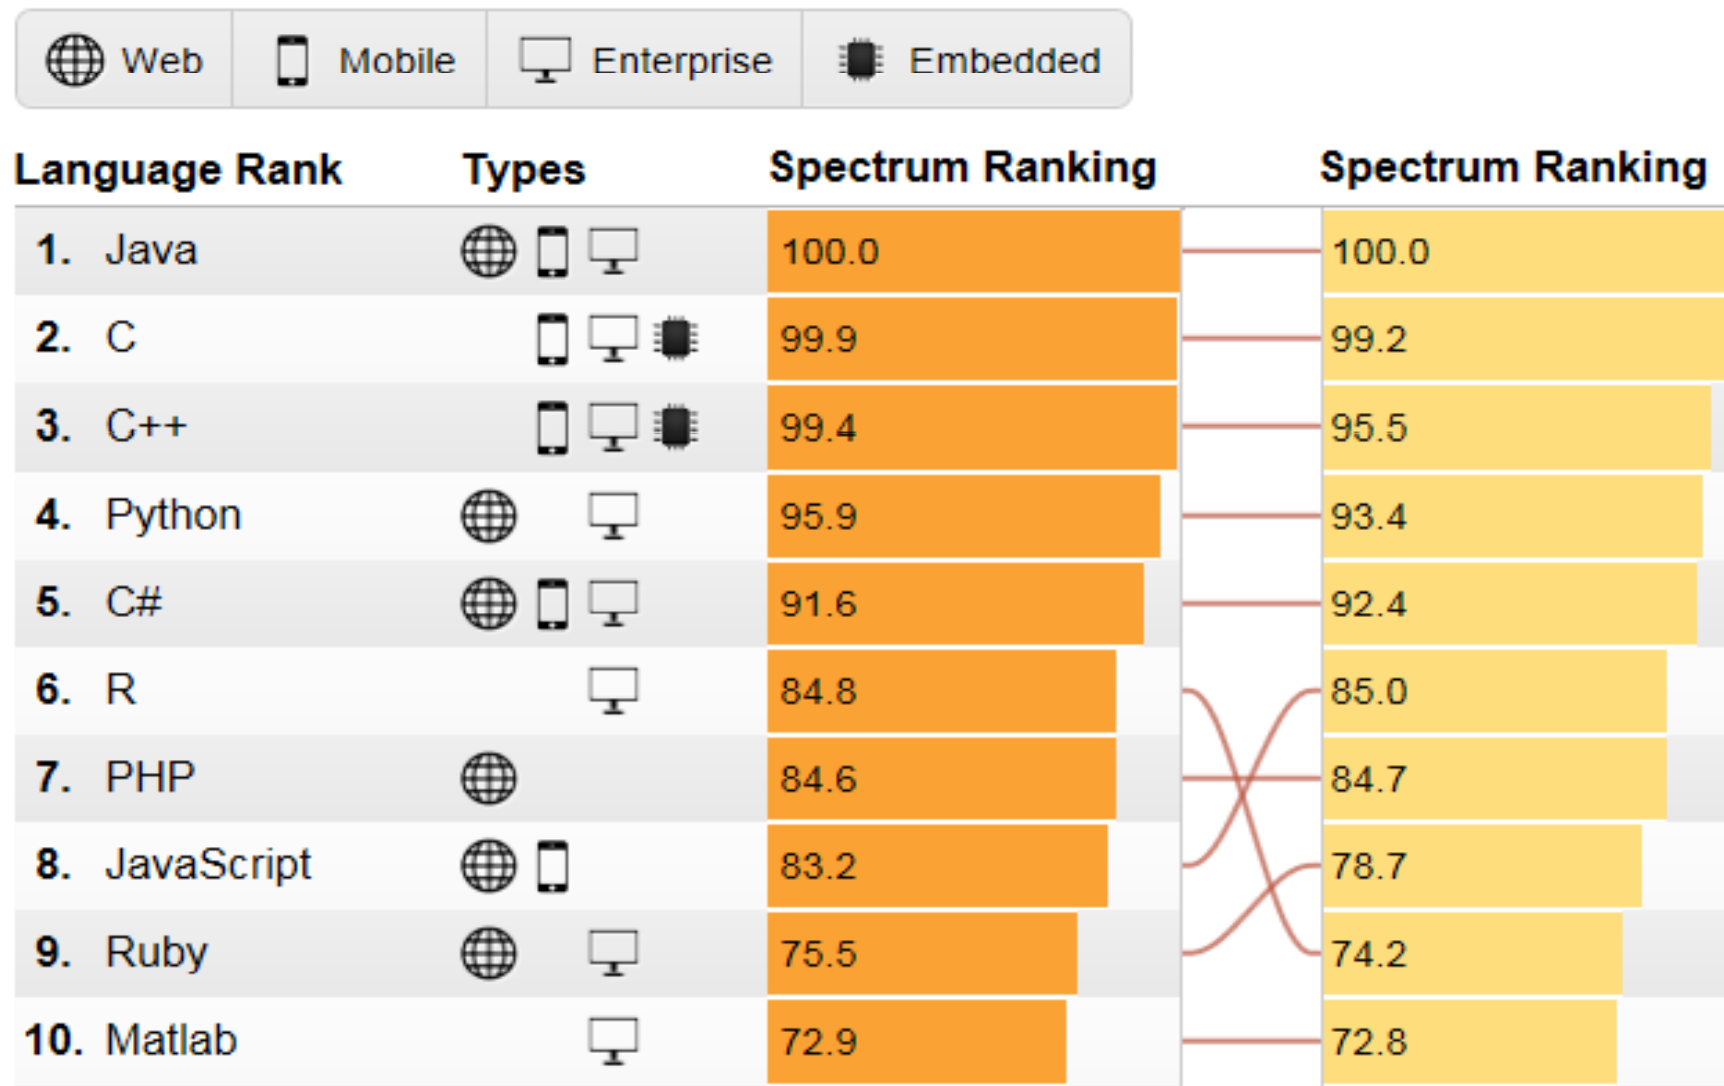 Web Mobile Enterprise Embedded
Language Rank Types Spectrum Ranking Spectrum Ranking
1. Java 100.0 100.0
2. C 99.9 99.2
3. C++ 99.4 95.5
4. Python 95.9 93.4
5. C# 91.6 92.4
6. R 84.8 85.0
7. PHP 84.6 84.7
8. JavaScript 83.2 78.7
9. Ruby 75.5 74.2
10. Matlab 72.9 72.8